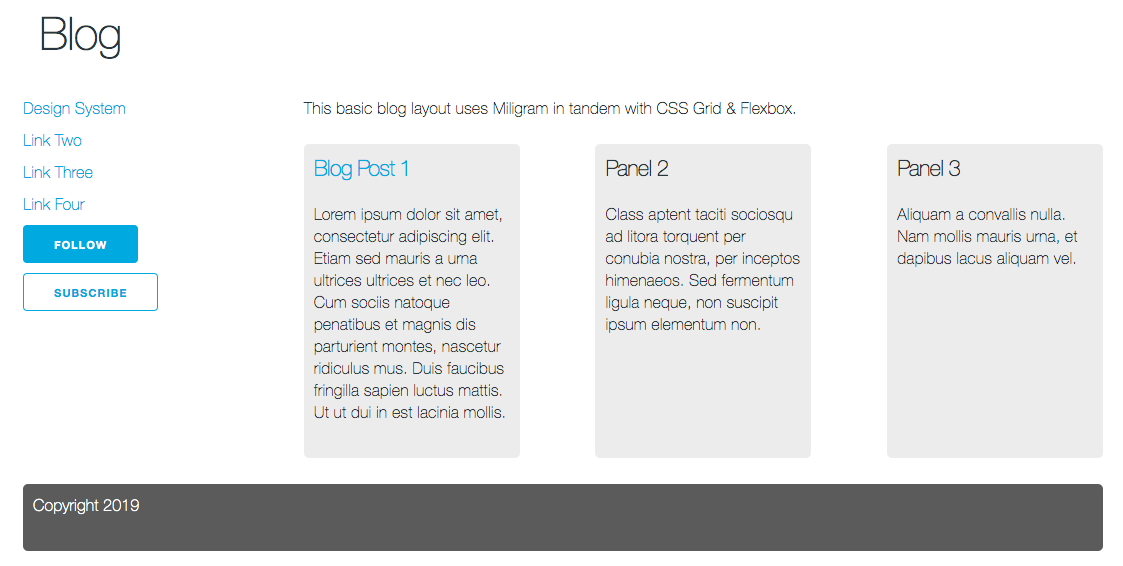 Blog
Design System
Link Two
Link Three
Link Four
FOLLOW
SUBSCRIBE
This basic blog layout uses Miligram in tandem with CSS Grid & Flexbox.
Blog Post 1
Lorem ipsum dolor sit amet,
consectetur adipiscing elit.
Etiam sed mauris a urna
ultrices ultrices et nec leo.
Cum sociis natoque
penatibus et magnis dis
parturient montes, nascetur
ridiculus mus. Duis faucibus
fringilla sapien luctus mattis.
Ut ut dui in est lacinia mollis.
Panel 2
Class aptent taciti sociosqu
ad litora torquent per
conubia nostra, per inceptos
himenaeos. Sed fermentum
ligula neque, non suscipit
ipsum elementum non.
Panel 3
Aliquam a convallis nulla.
Nam mollis mauris urna, et
dapibus lacus aliquam vel.
Copyright 2019